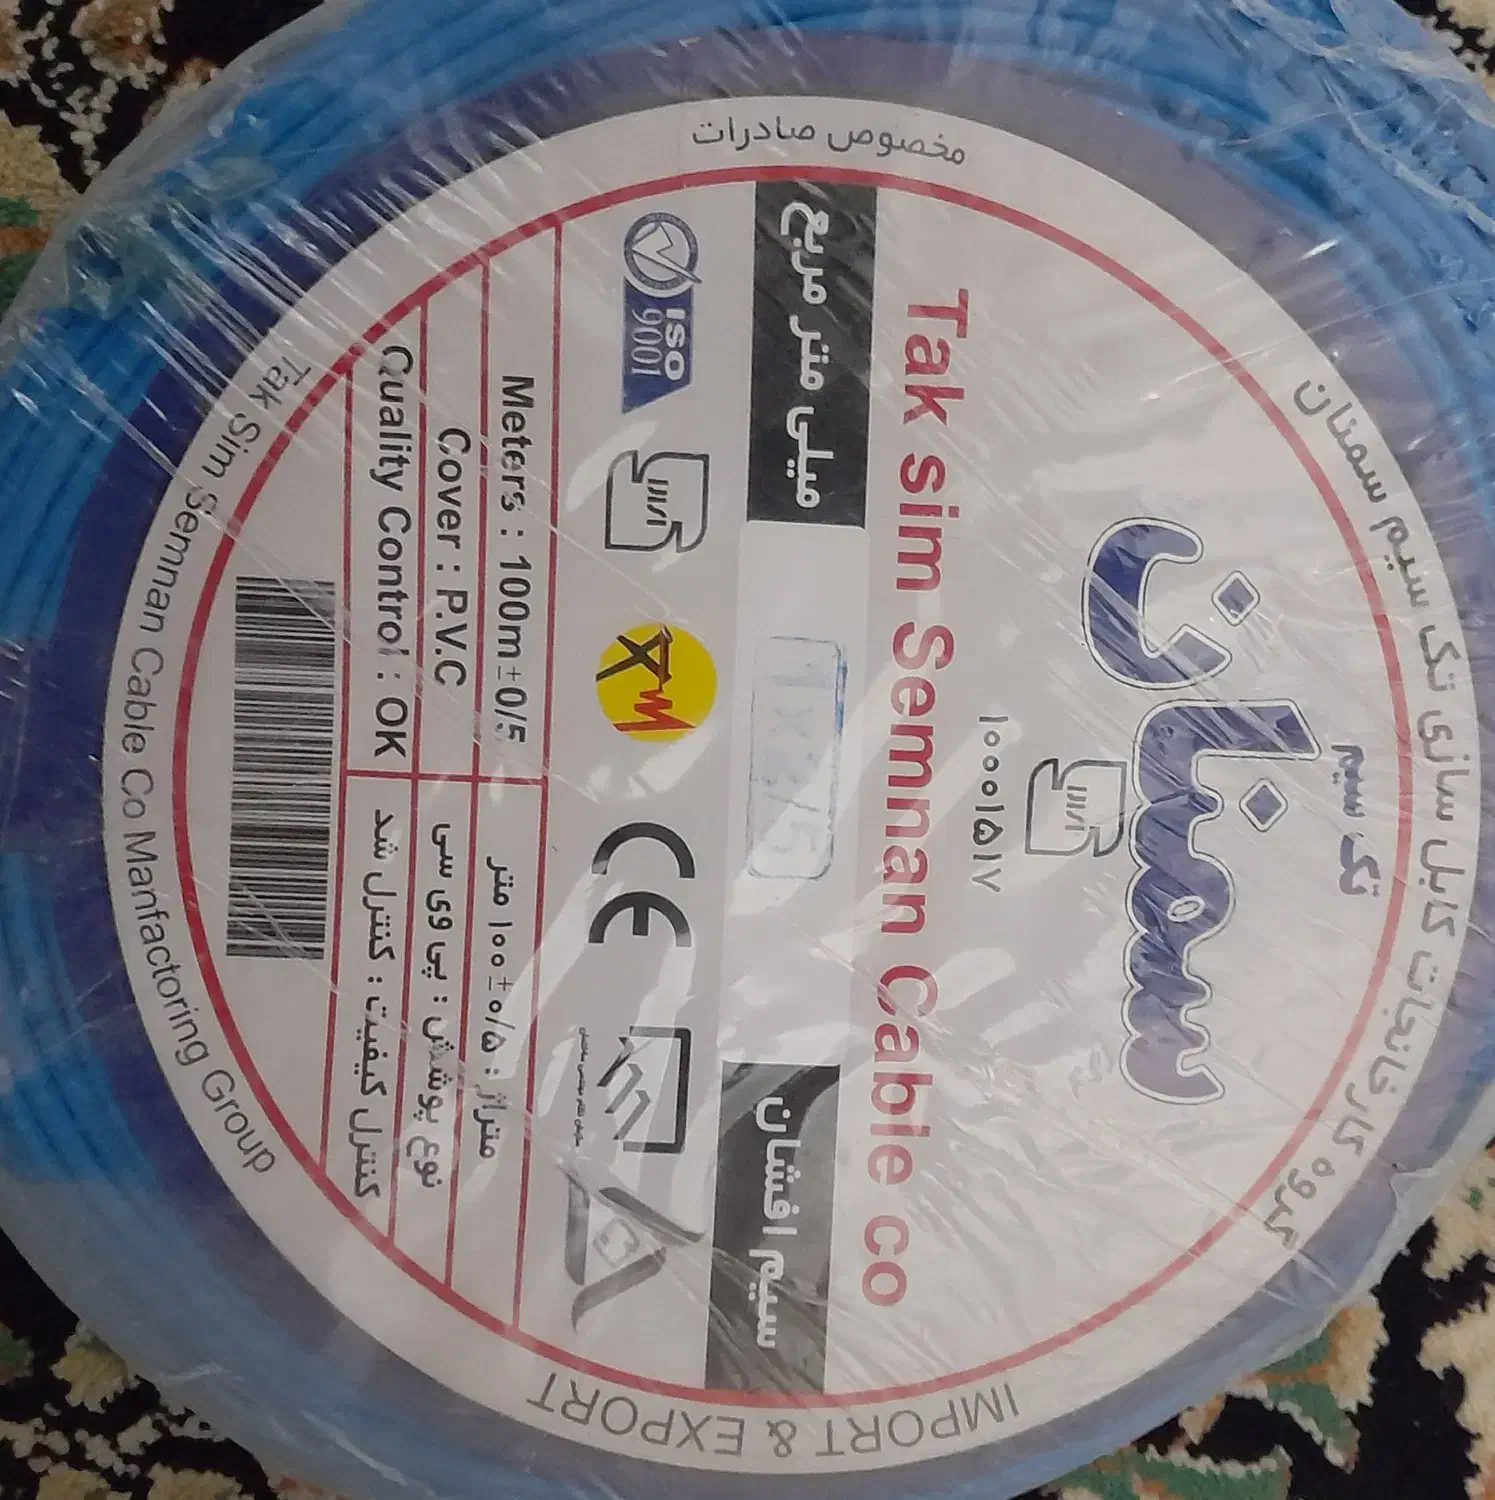 گروه کارخانجات کابل سازی تک سیم سمنان
تک سیم
سمنان
۱۰۰۰۰۱۵۱۷
Tak sim Semnan Cable co
سیم افشان
میلی متر مربع
ISO
9001
CE
Meters : 100m±0/5
متراژ : ۱۰۰±۰/۵ متر
Cover : P.V.C
نوع پوشش : پی وی سی
Quality Control : OK
کنترل کیفیت : کنترل شد
Tak Sim Semnan Cable Co Manfactoring Group
مخصوص صادرات
IMPORT & EXPORT